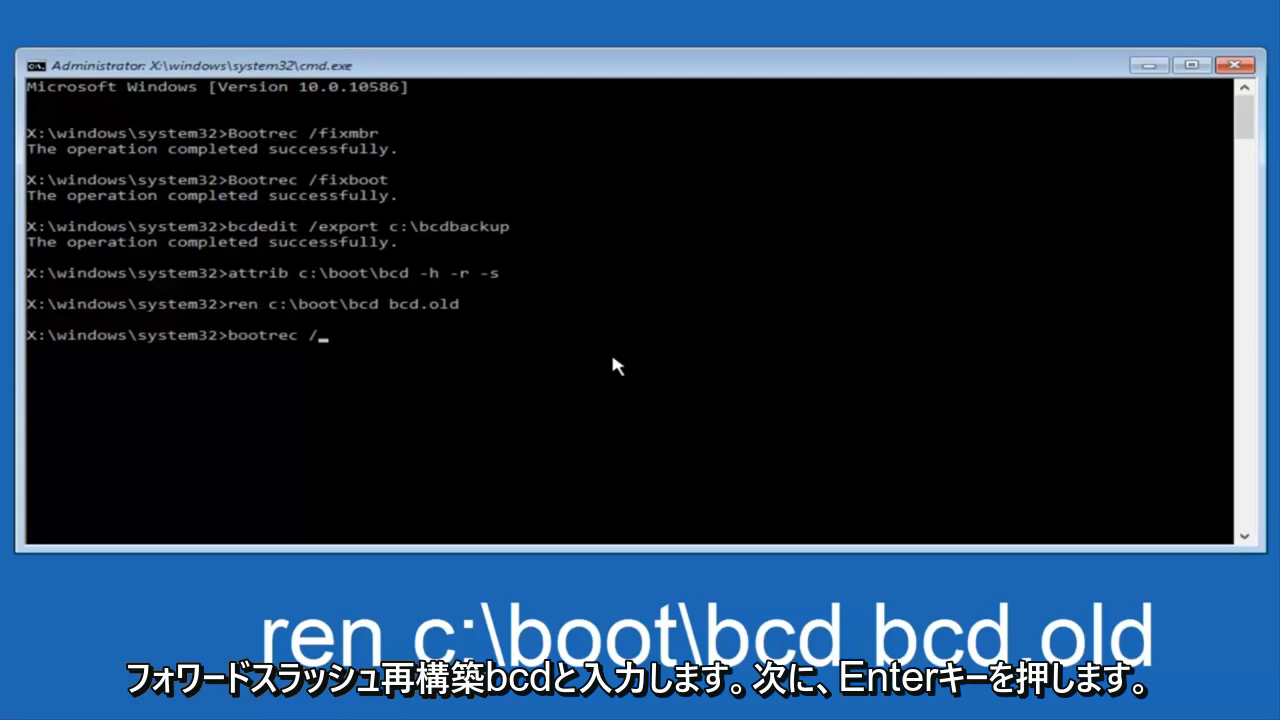 Administrator: X:\windows\system32\cmd.exe
Microsoft Windows [Version 10.0.10586]
X:\windows\system32>Bootrec /fixmbr
The operation completed successfully.
X:\windows\system32>Bootrec /fixboot
The operation completed successfully.
X:\windows\system32>bcdedit /export c:\bcdbackup
The operation completed successfully.
X:\windows\system32>attrib c:\boot\bcd -h -r -s
X:\windows\system32>ren c:\boot\bcd bcd.old
X:\windows\system32>bootrec /_
ren c:\boot\bcd bcd.old
フォワードスラッシュ再構築bcdと入力します。次に、Enterキーを押します。